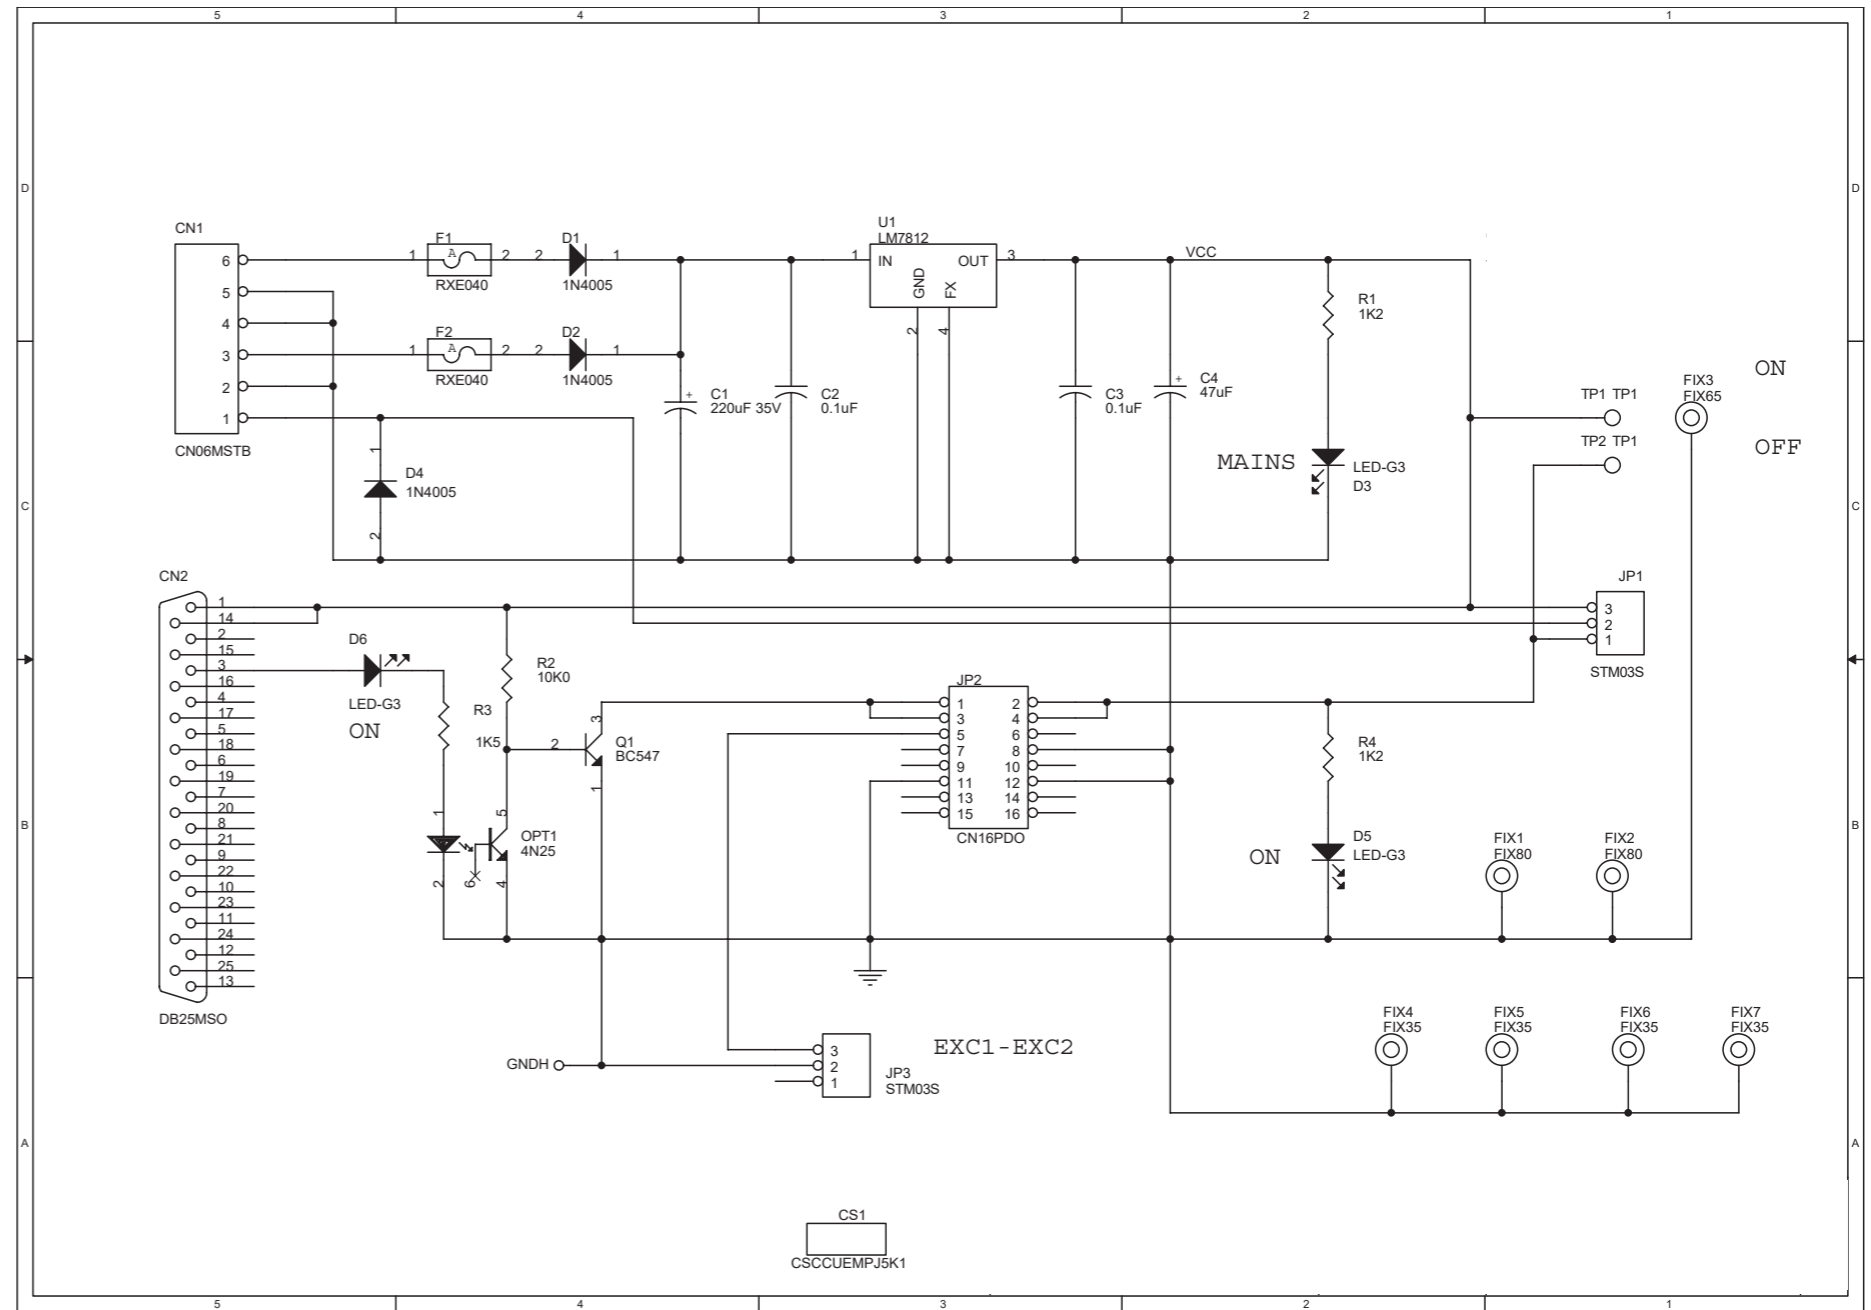 5 4 3 2 1
D D
C C
B B
A A
CN1
6
5
4
3
2
1
CN06MSTB
F1
1 A 2
RXE040
D1
2 1
1N4005
F2
1 A 2
RXE040
D2
2 1
1N4005
D4
1N4005
1
2
+
C1
220uF 35V
C2
0.1uF
U1
LM7812
1 IN OUT 3
GND FX
2 4
VCC
C3
0.1uF
+
C4
47uF
R1
1K2
MAINS
LED-G3
D3
TP1 TP1
TP2 TP1
FIX3
FIX65
ON
OFF
CN2
1
14
2
15
3
16
4
17
5
18
6
19
7
20
8
21
9
22
10
23
11
24
12
25
13
DB25MSO
D6
LED-G3
ON
R3
1K5
R2
10K0
2
3
1
Q1
BC547
1
2
5
6
4
OPT1
4N25
JP1
3
2
1
STM03S
JP2
1 2
3 4
5 6
7 8
9 10
11 12
13 14
15 16
CN16PDO
R4
1K2
ON
D5
LED-G3
FIX1
FIX80
FIX2
FIX80
GNDH
3
2
1
JP3
STM03S
EXC1-EXC2
FIX4
FIX35
FIX5
FIX35
FIX6
FIX35
FIX7
FIX35
CS1
CSCCUEMPJ5K1
5 4 3 2 1